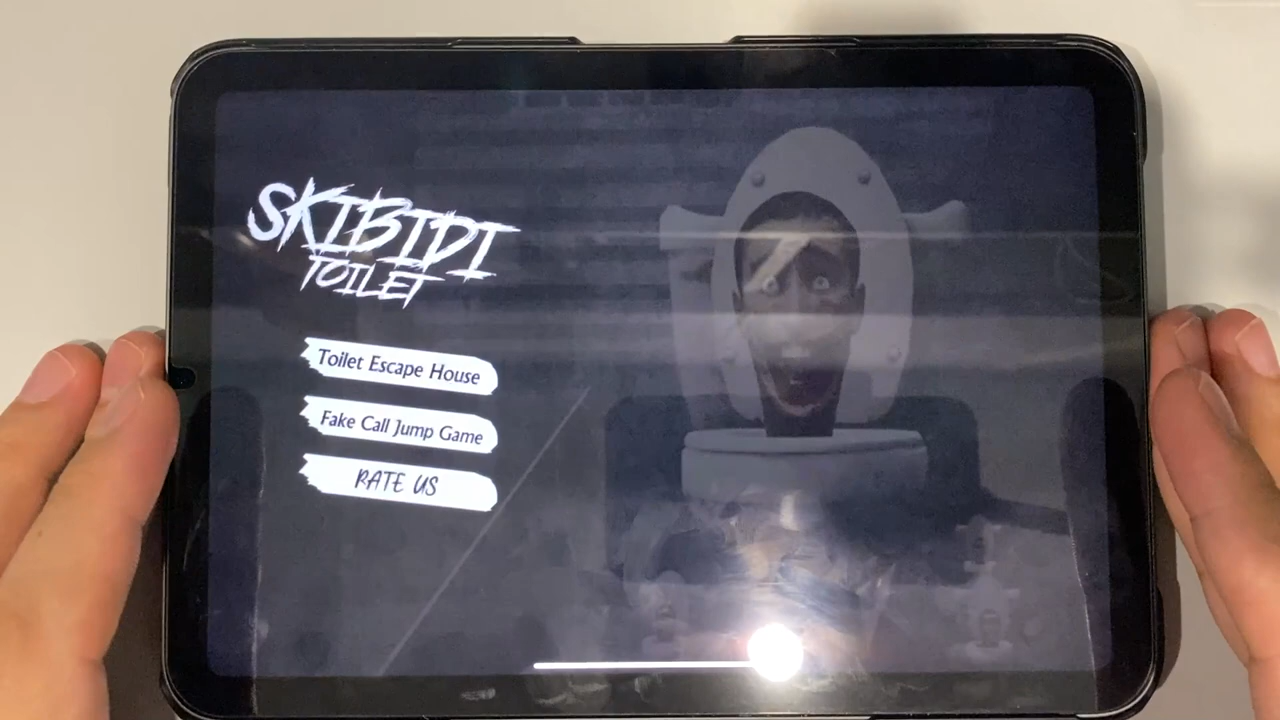 SKIBIDI
TOILET
Toilet Escape House
Fake Call Jump Game
RATE US